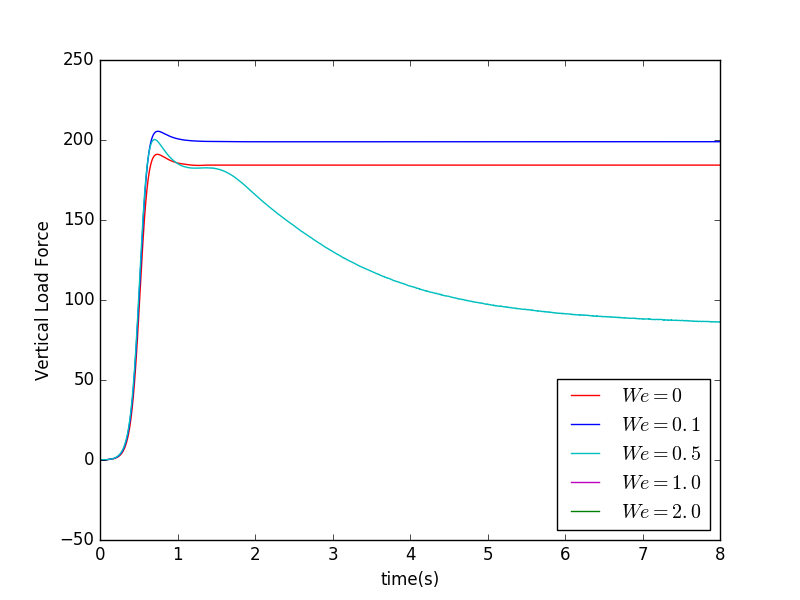 250
200
150
100
50
0
−50
Vertical Load Force
0 1 2 3 4 5 6 7 8
time(s)
We = 0
We = 0.1
We = 0.5
We = 1.0
We = 2.0